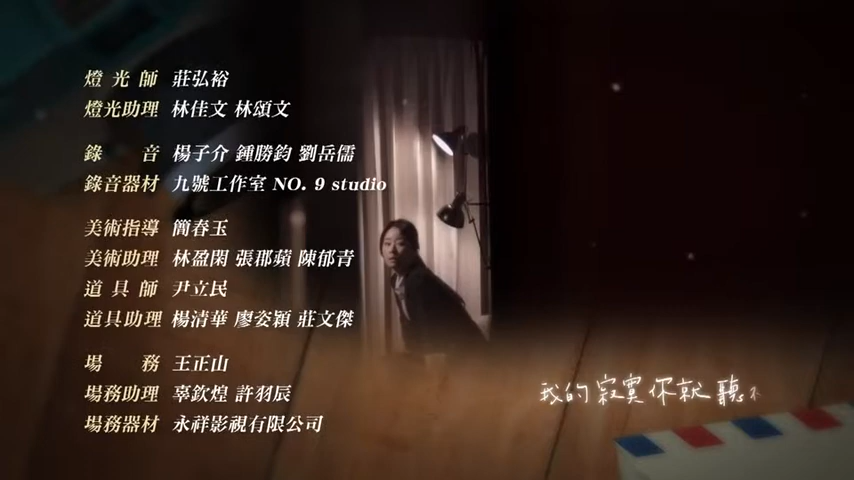 燈光師 莊弘裕
燈光助理 林佳文 林頌文
錄音 楊子介 鍾勝鈞 劉岳儒
錄音器材 九號工作室 NO. 9 studio
美術指導 簡春玉
美術助理 林盈閑 張郡蘋 陳郁青
道具師 尹立民
道具助理 楊清華 廖姿穎 莊文傑
場務 王正山
場務助理 辜欽煌 許羽辰
場務器材 永祥影視有限公司
我的寂寞你就聽不